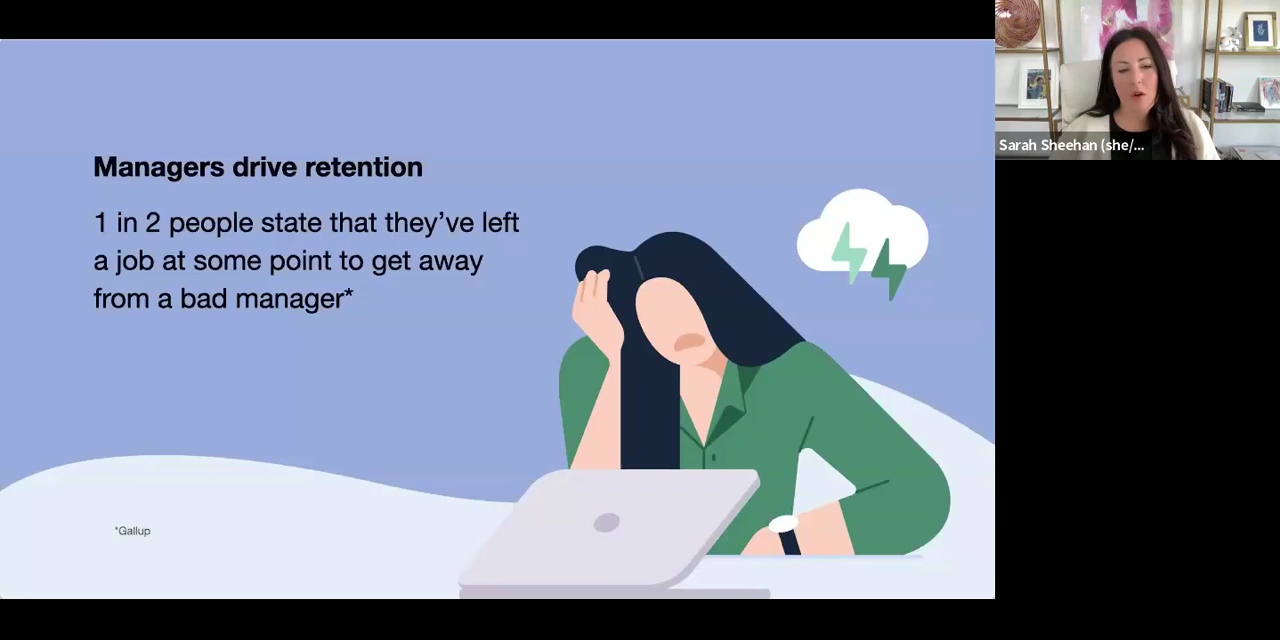 Managers drive retention
1 in 2 people state that they’ve left
a job at some point to get away
from a bad manager*
*Gallup
Sarah Sheehan (she/...